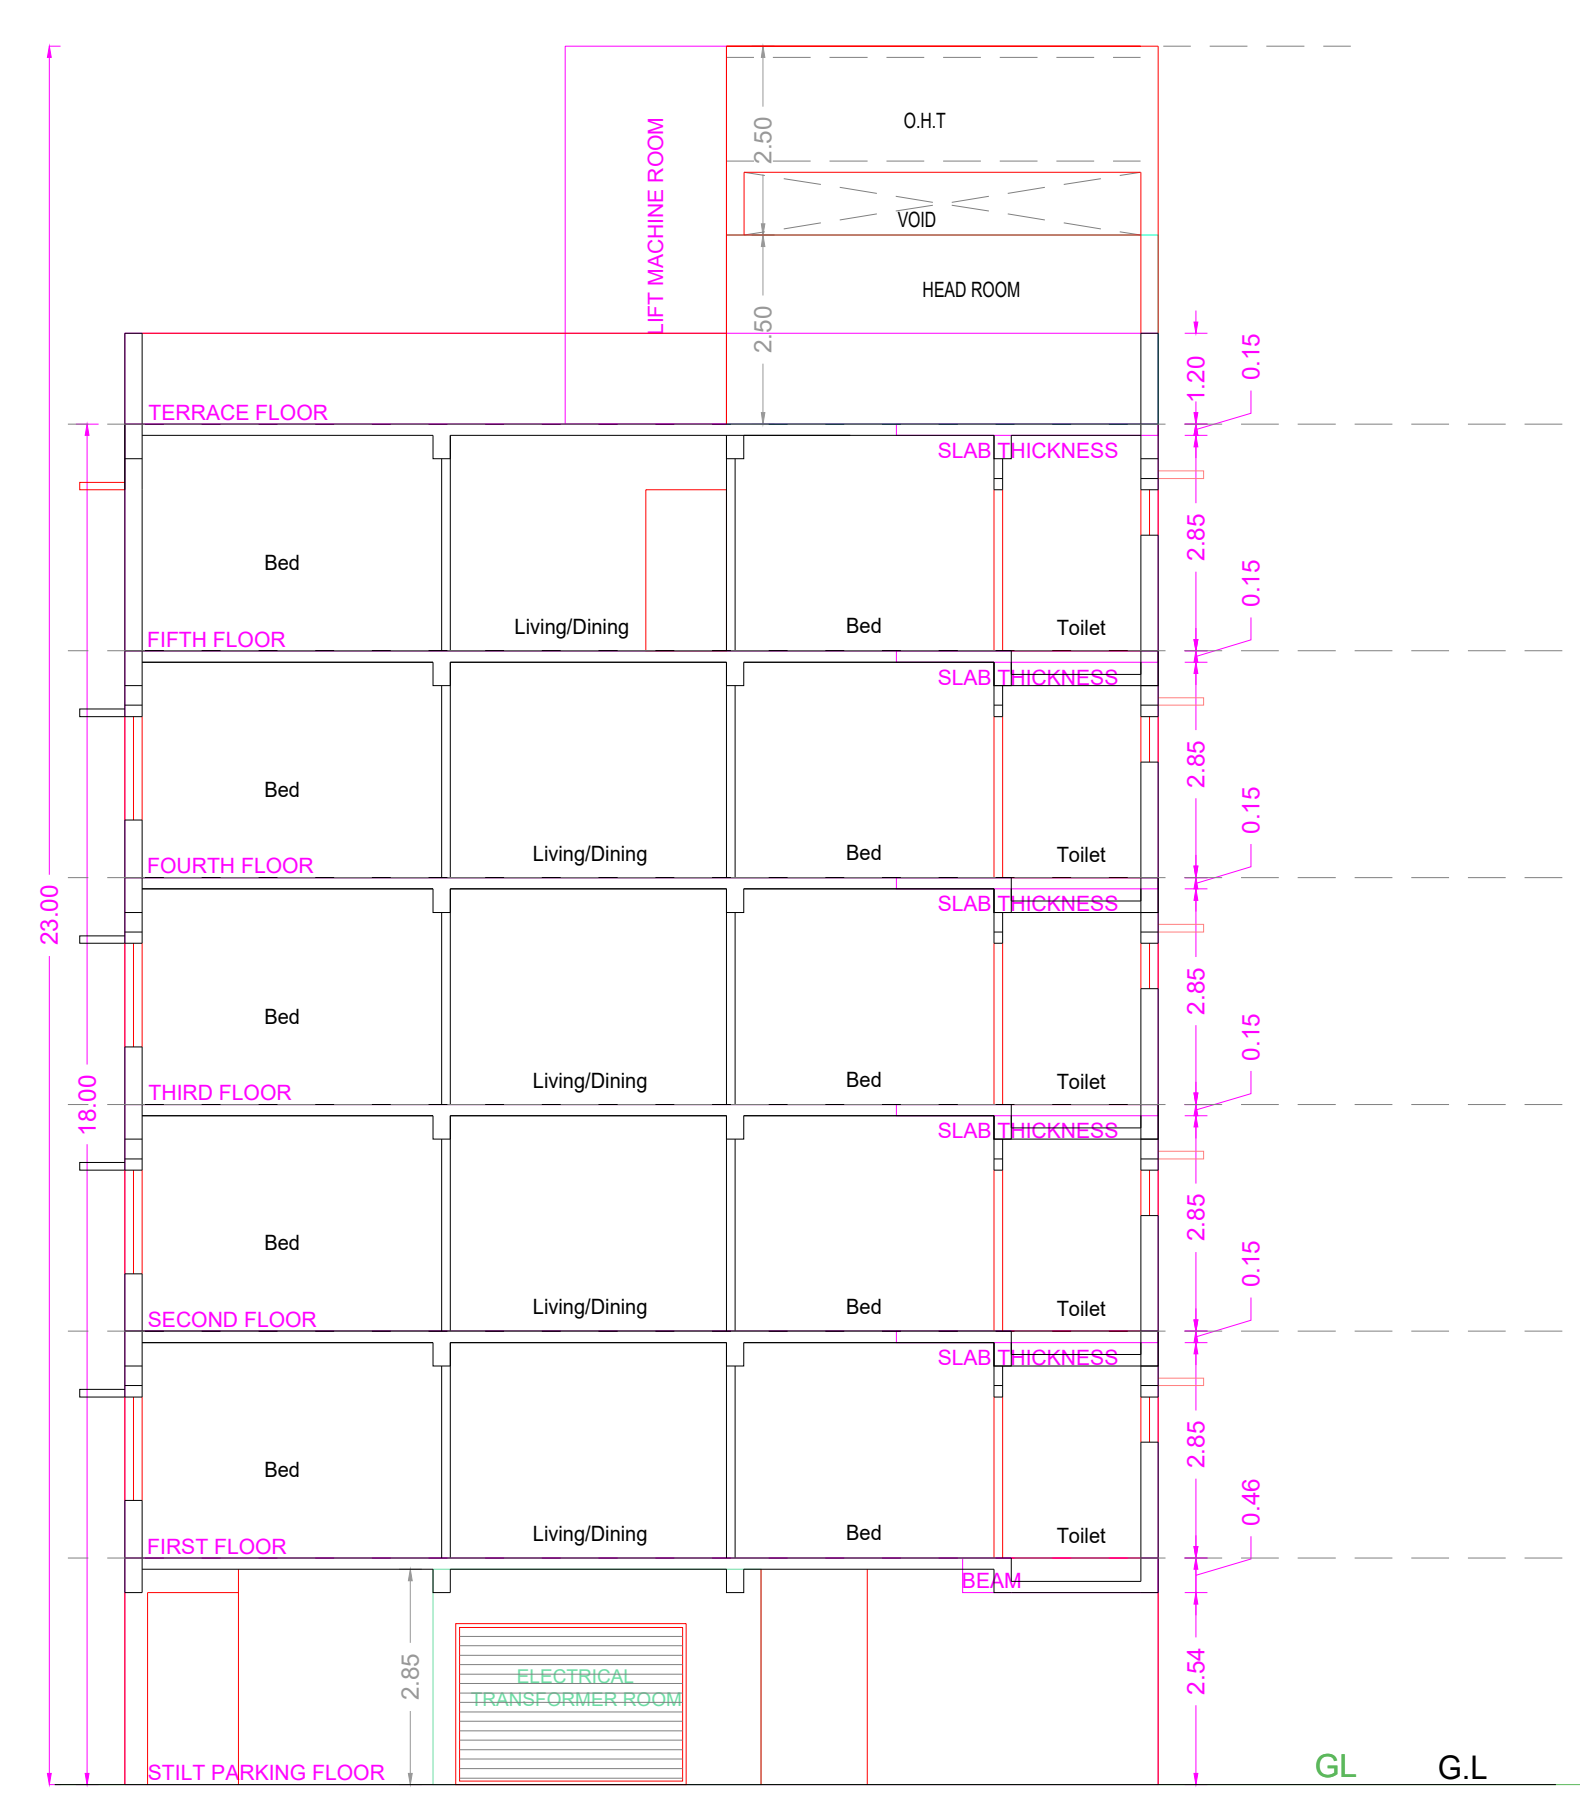 O.H.T
2.50
LIFT MACHINE ROOM
VOID
HEAD ROOM
2.50
1.20
0.15
TERRACE FLOOR
SLAB THICKNESS
2.85
Bed
0.15
Living/Dining
Bed
Toilet
FIFTH FLOOR
SLAB THICKNESS
2.85
Bed
0.15
Living/Dining
Bed
Toilet
FOURTH FLOOR
SLAB THICKNESS
23.00
2.85
Bed
0.15
Living/Dining
Bed
Toilet
THIRD FLOOR
18.00
SLAB THICKNESS
2.85
Bed
0.15
Living/Dining
Bed
Toilet
SECOND FLOOR
SLAB THICKNESS
2.85
Bed
0.46
Living/Dining
Bed
Toilet
FIRST FLOOR
BEAM
2.85
ELECTRICAL
TRANSFORMER ROOM
2.54
STILT PARKING FLOOR
GL
G.L